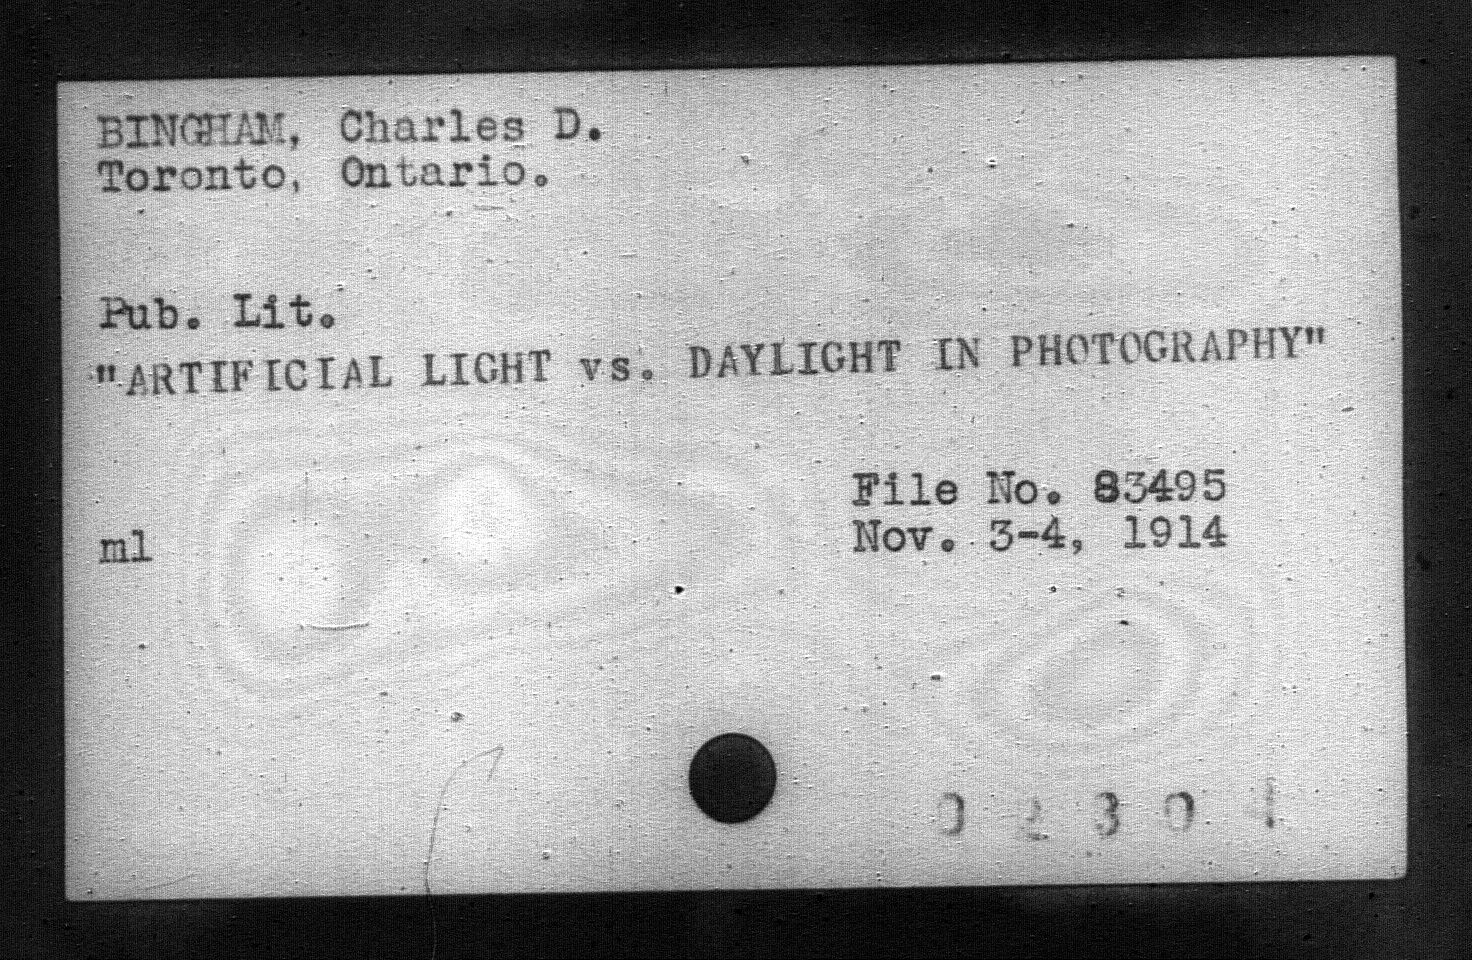 BINGHAM, Charles D.
Toronto, Ontario.
Pub. Lit.
"ARTIFICIAL LIGHT vs. DAYLIGHT IN PHOTOGRAPHY"
File No. 83495
ml
Nov. 3-4, 1914